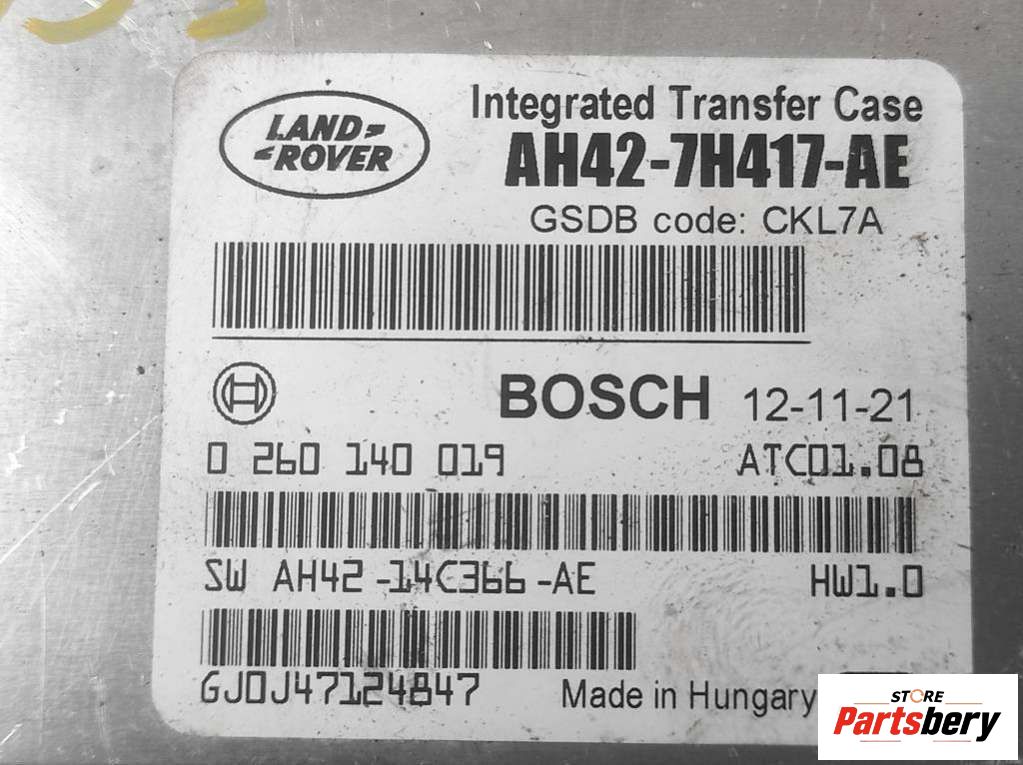 LAND
ROVER
Integrated Transfer Case
AH42-7H417-AE
GSDB code: CKL7A
BOSCH 12-11-21
0 260 140 019 ATC01.08
SW AH42-14C366-AE HW1.0
GJ0J47124847 Made in Hungary
STORE
Partsbery